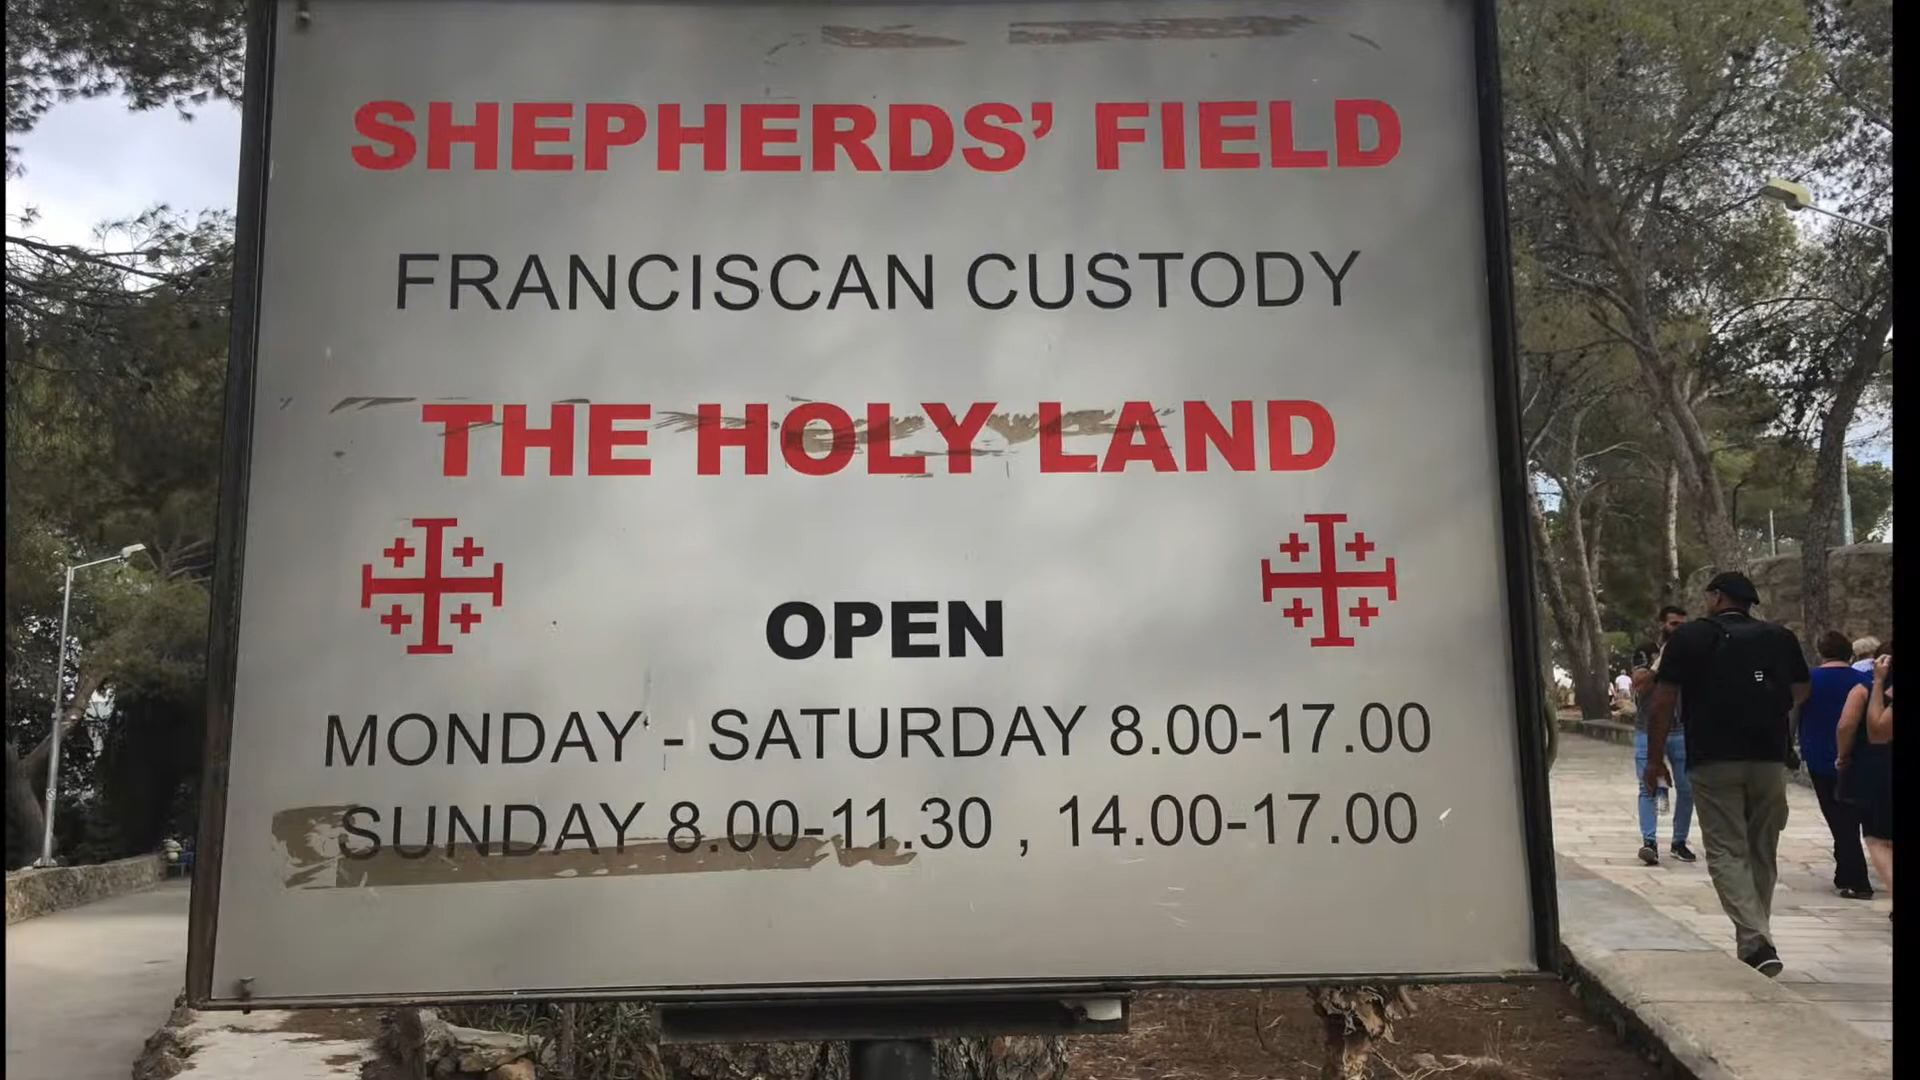 SHEPHERDS' FIELD
FRANCISCAN CUSTODY
THE HOLY LAND
OPEN
MONDAY - SATURDAY 8.00-17.00
SUNDAY 8.00-11.30 , 14.00-17.00